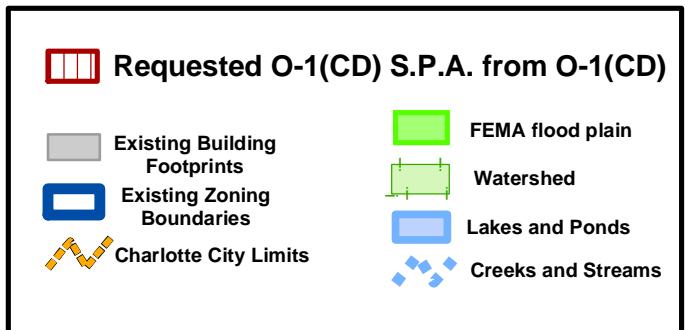 Requested O-1(CD) S.P.A. from O-1(CD)
Existing Building
Footprints
Existing Zoning
Boundaries
Charlotte City Limits
FEMA flood plain
Watershed
Lakes and Ponds
Creeks and Streams